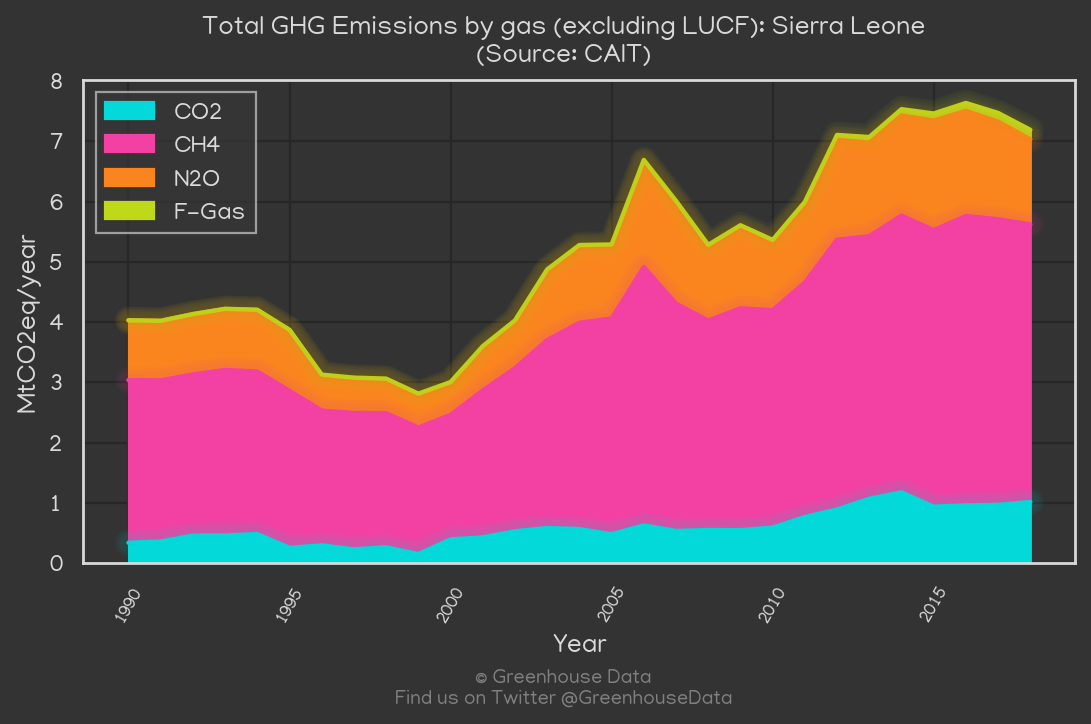 Total GHG Emissions by gas (excluding LUCF): Sierra Leone
(Source: CAIT)
MtCO2eq/year
8
7
6
5
4
3
2
1
0
CO2
CH4
N2O
F-Gas
1990
1995
2000
2005
2010
2015
Year
© Greenhouse Data
Find us on Twitter @GreenhouseData